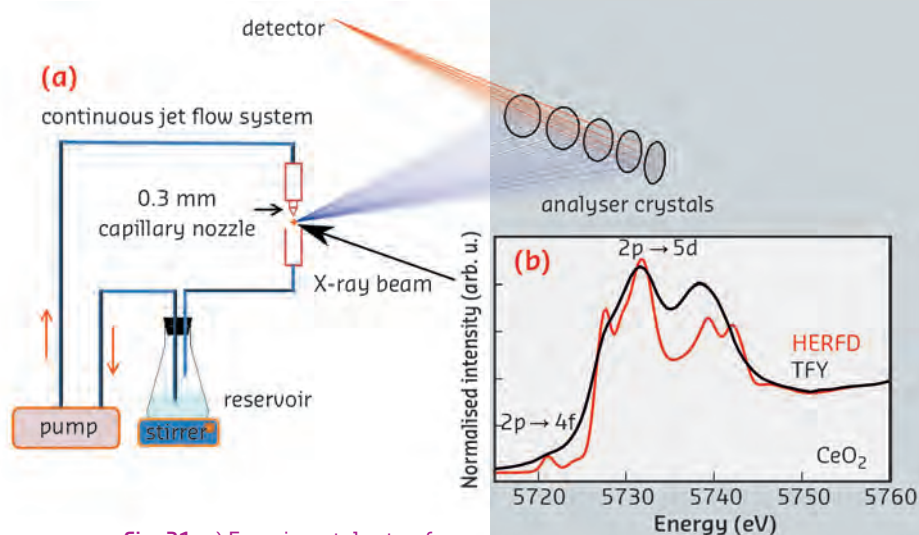 detector
(a)
continuous jet flow system
0.3 mm
capillary nozzle
analyser crystals
X-ray beam
reservoir
pump
stirrer
(b)
2p → 5d
HERFD
TFY
2p → 4f
CeO₂
Normalised intensity (arb. u.)
5720 5730 5740 5750 5760
Energy (eV)